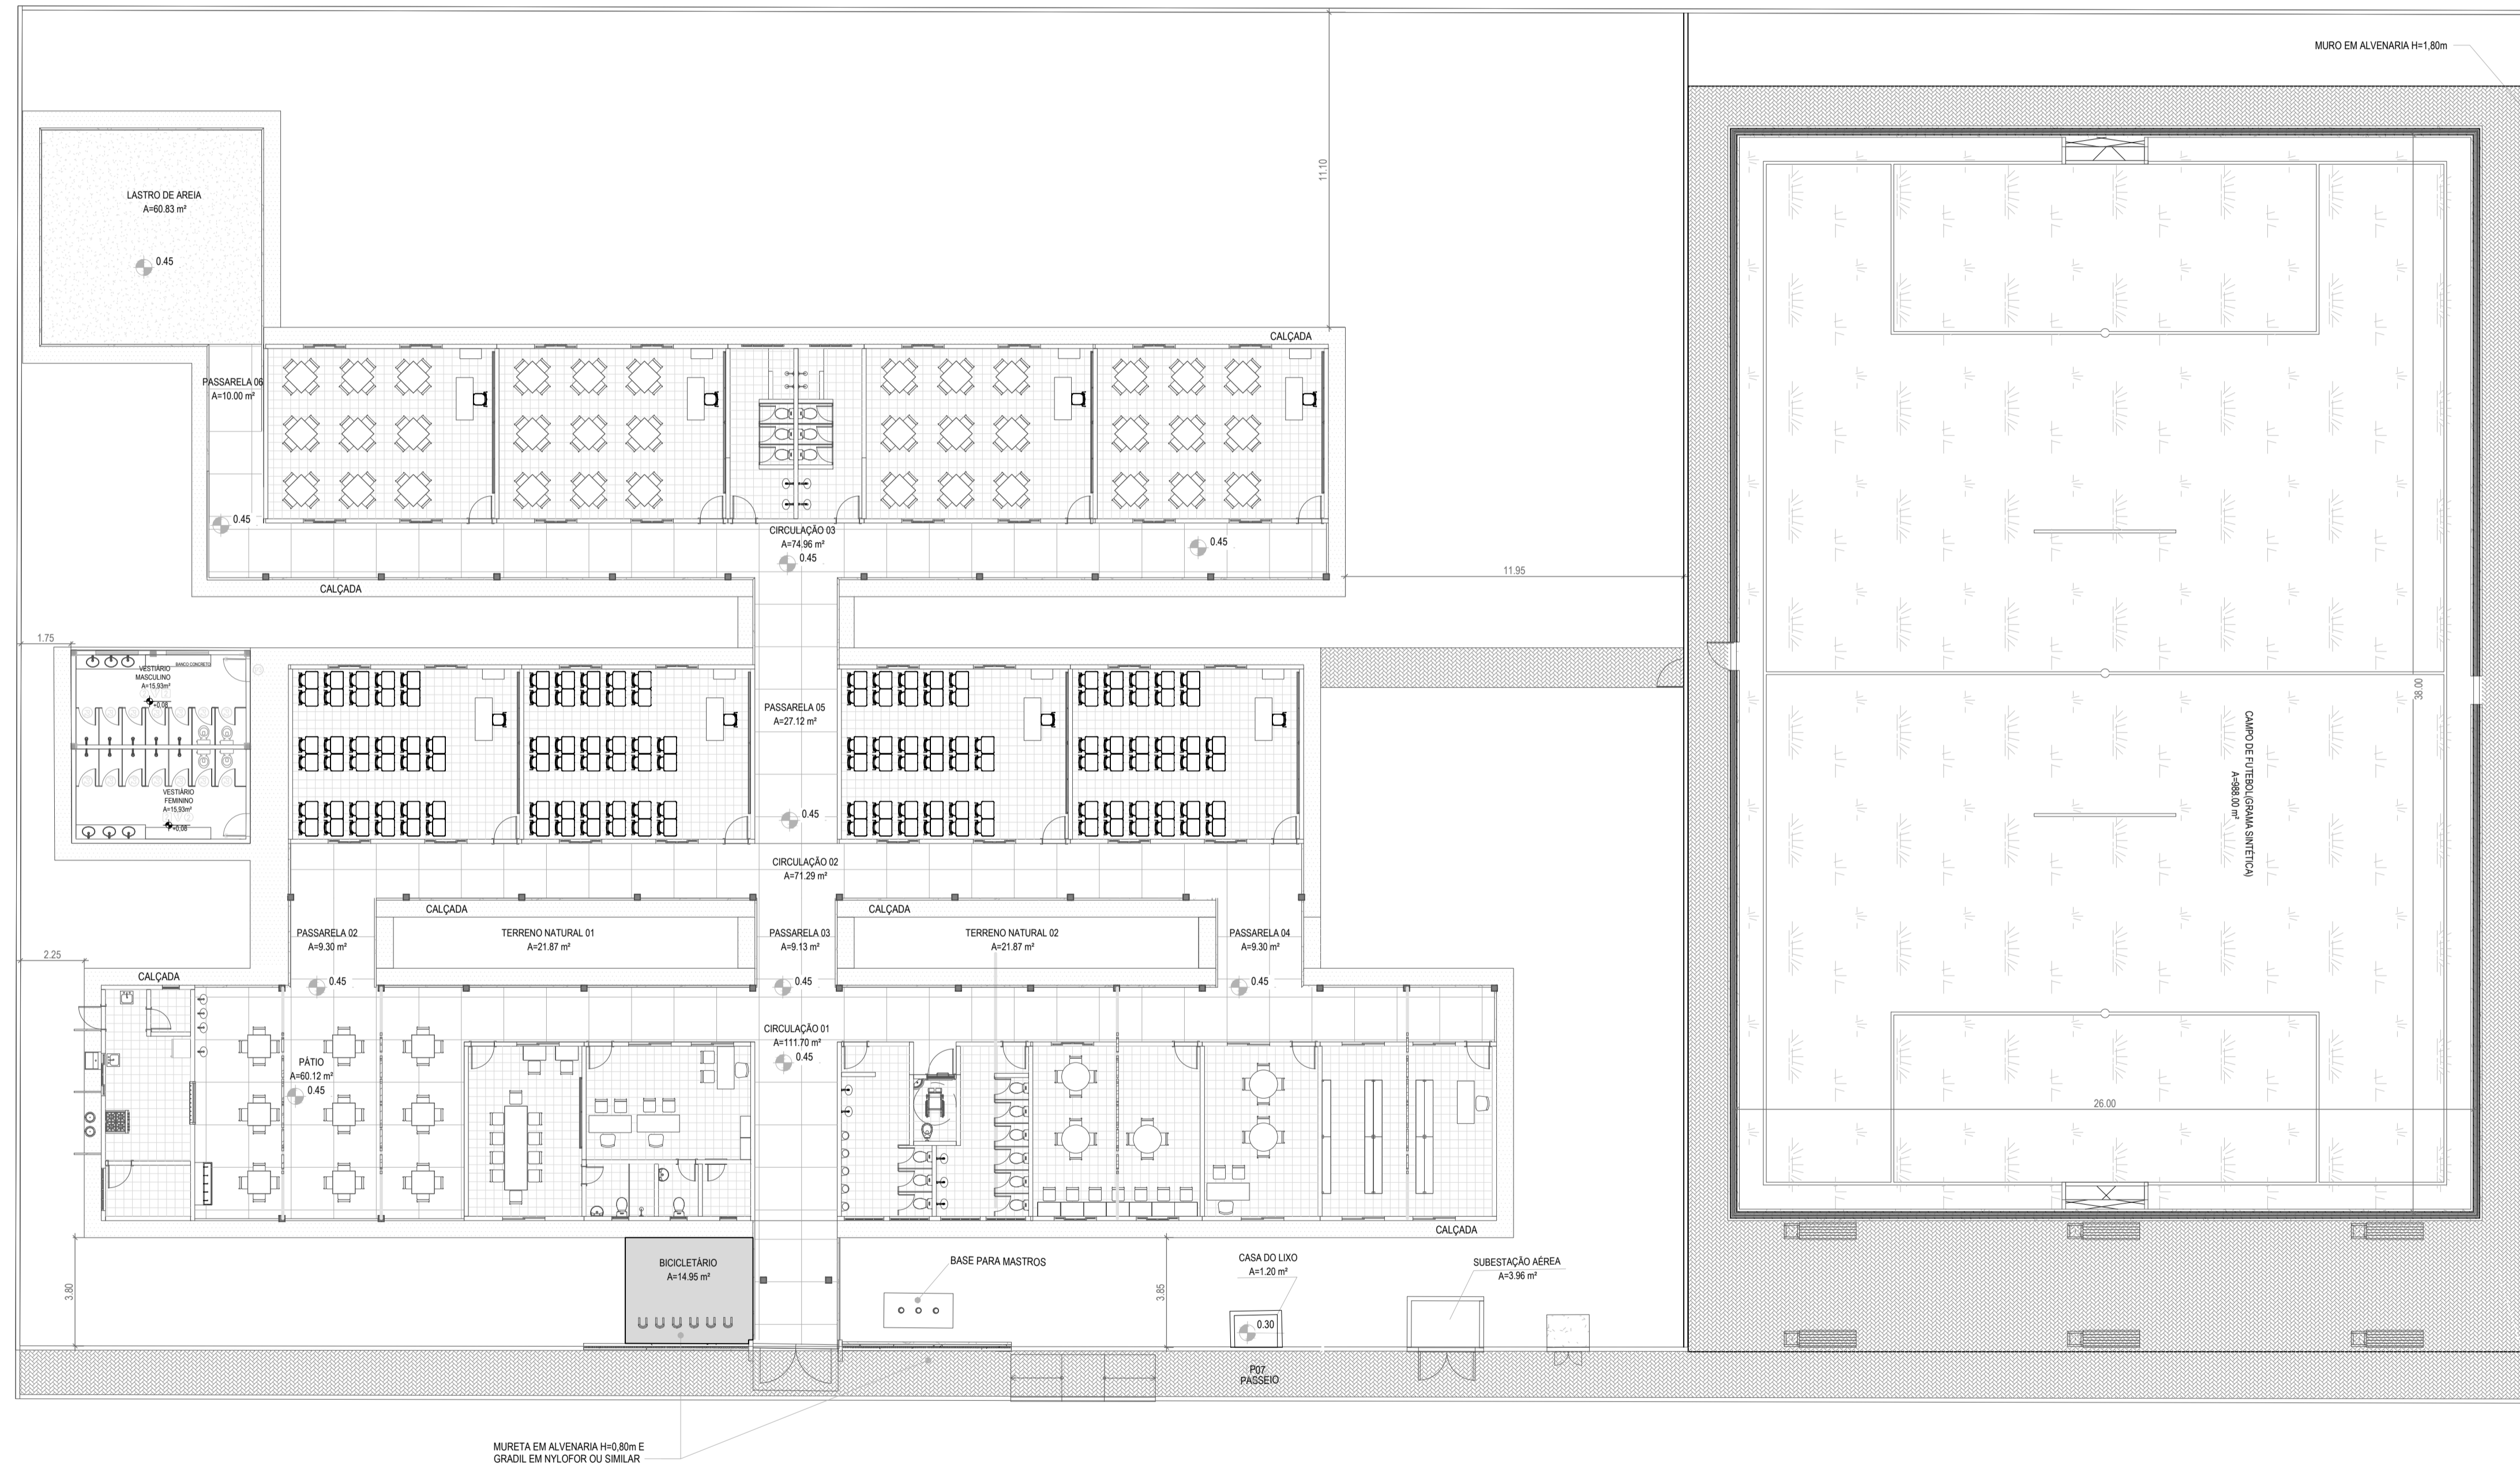 MURO EM ALVENARIA H=1,80m
11.10
LASTRO DE AREIA
A=60.83 m²
0.45
CALÇADA
PASSARELA 06
A=10.00 m²
0.45
CIRCULAÇÃO 03
A=74.96 m²
0.45
0.45
11.95
CALÇADA
1.75
VESTIÁRIO
MASCULINO
A=15,93m²
+0,08
BANCO CONCRETO
VESTIÁRIO
FEMININO
A=15,93m²
+0,08
PASSARELA 05
A=27.12 m²
0.45
38.00
CAMPO DE FUTEBOL(GRAMA SINTÉTICA)
A=988.00 m²
CIRCULAÇÃO 02
A=71.29 m²
CALÇADA
CALÇADA
PASSARELA 02
A=9.30 m²
TERRENO NATURAL 01
A=21.87 m²
PASSARELA 03
A=9.13 m²
TERRENO NATURAL 02
A=21.87 m²
PASSARELA 04
A=9.30 m²
2.25
CALÇADA
0.45
0.45
0.45
CIRCULAÇÃO 01
A=111.70 m²
0.45
PÁTIO
A=60.12 m²
0.45
26.00
CALÇADA
3.80
BICICLETÁRIO
A=14.95 m²
BASE PARA MASTROS
3.85
CASA DO LIXO
A=1.20 m²
0.30
SUBESTAÇÃO AÉREA
A=3.96 m²
P07
PASSEIO
MURETA EM ALVENARIA H=0,80m E
GRADIL EM NYLOFOR OU SIMILAR